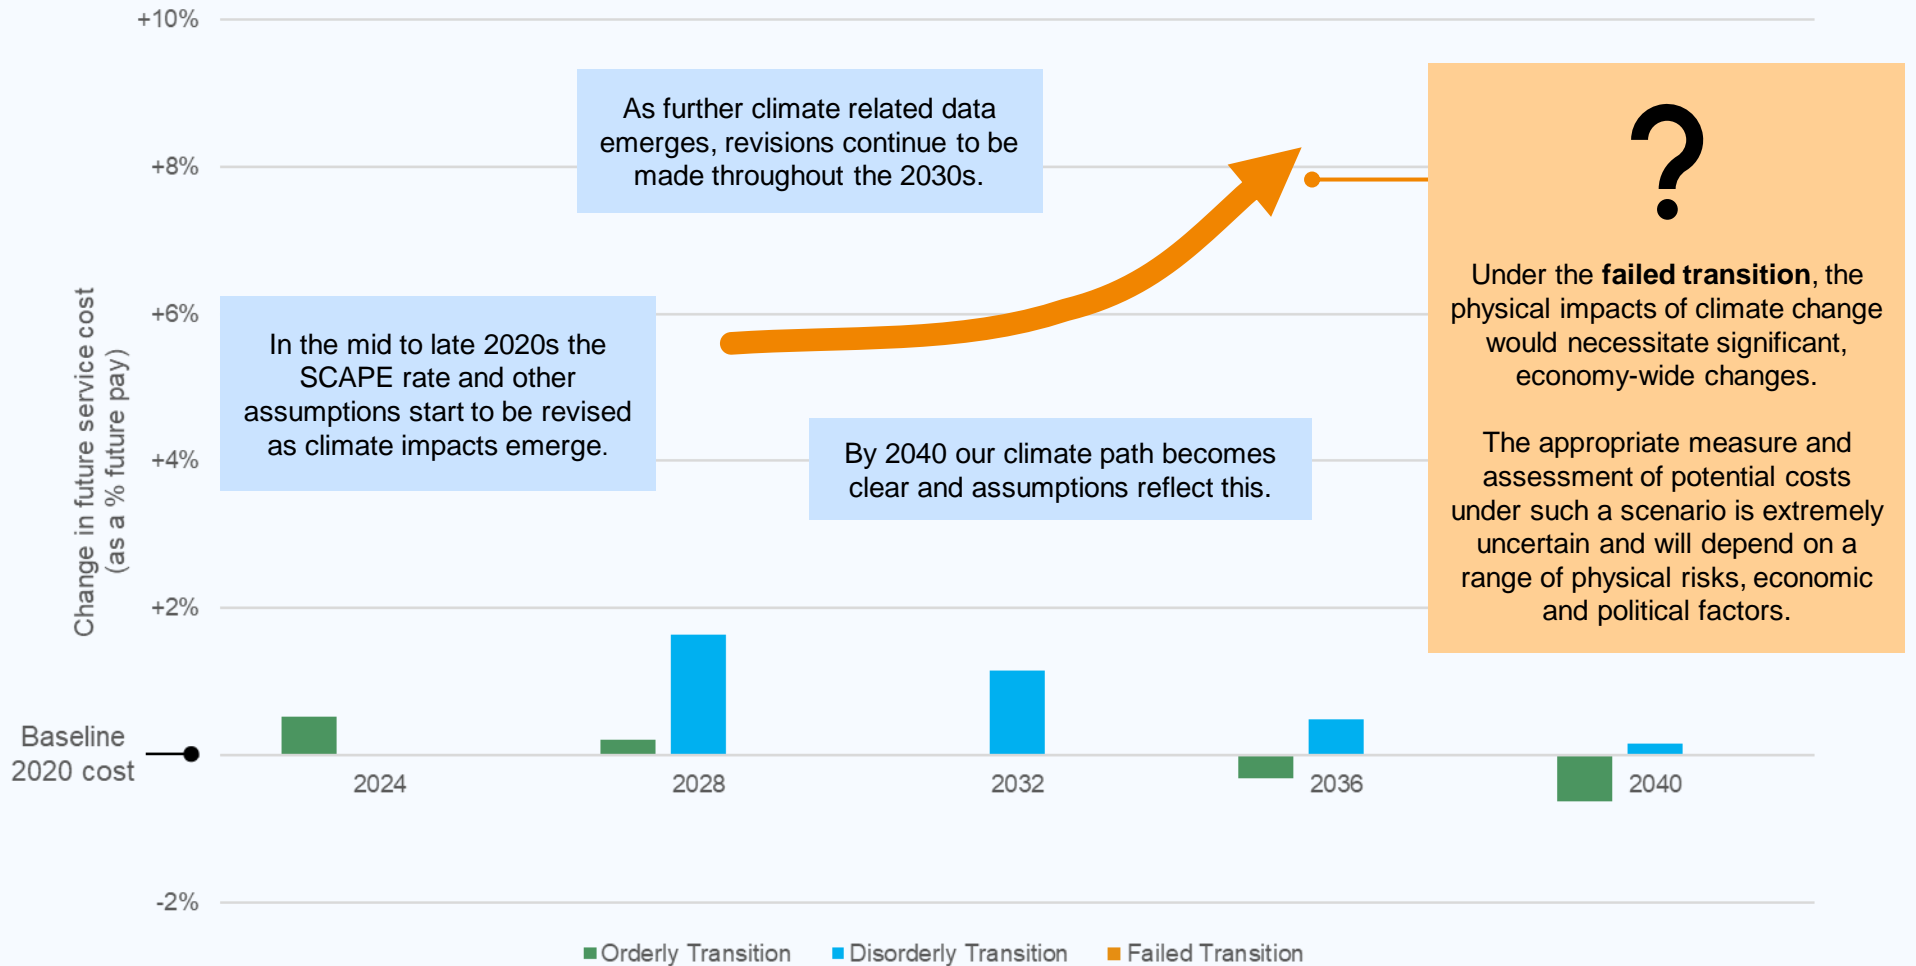 +10%
+8%
+6%
+4%
+2%
Baseline
2020 cost
-2%
Change in future service cost
(as a % future pay)
In the mid to late 2020s the
SCAPE rate and other
assumptions start to be revised
as climate impacts emerge.
As further climate related data
emerges, revisions continue to be
made throughout the 2030s.
By 2040 our climate path becomes
clear and assumptions reflect this.
?
Under the failed transition, the
physical impacts of climate change
would necessitate significant,
economy-wide changes.
The appropriate measure and
assessment of potential costs
under such a scenario is extremely
uncertain and will depend on a
range of physical risks, economic
and political factors.
2024
2028
2032
2036
2040
Orderly Transition
Disorderly Transition
Failed Transition